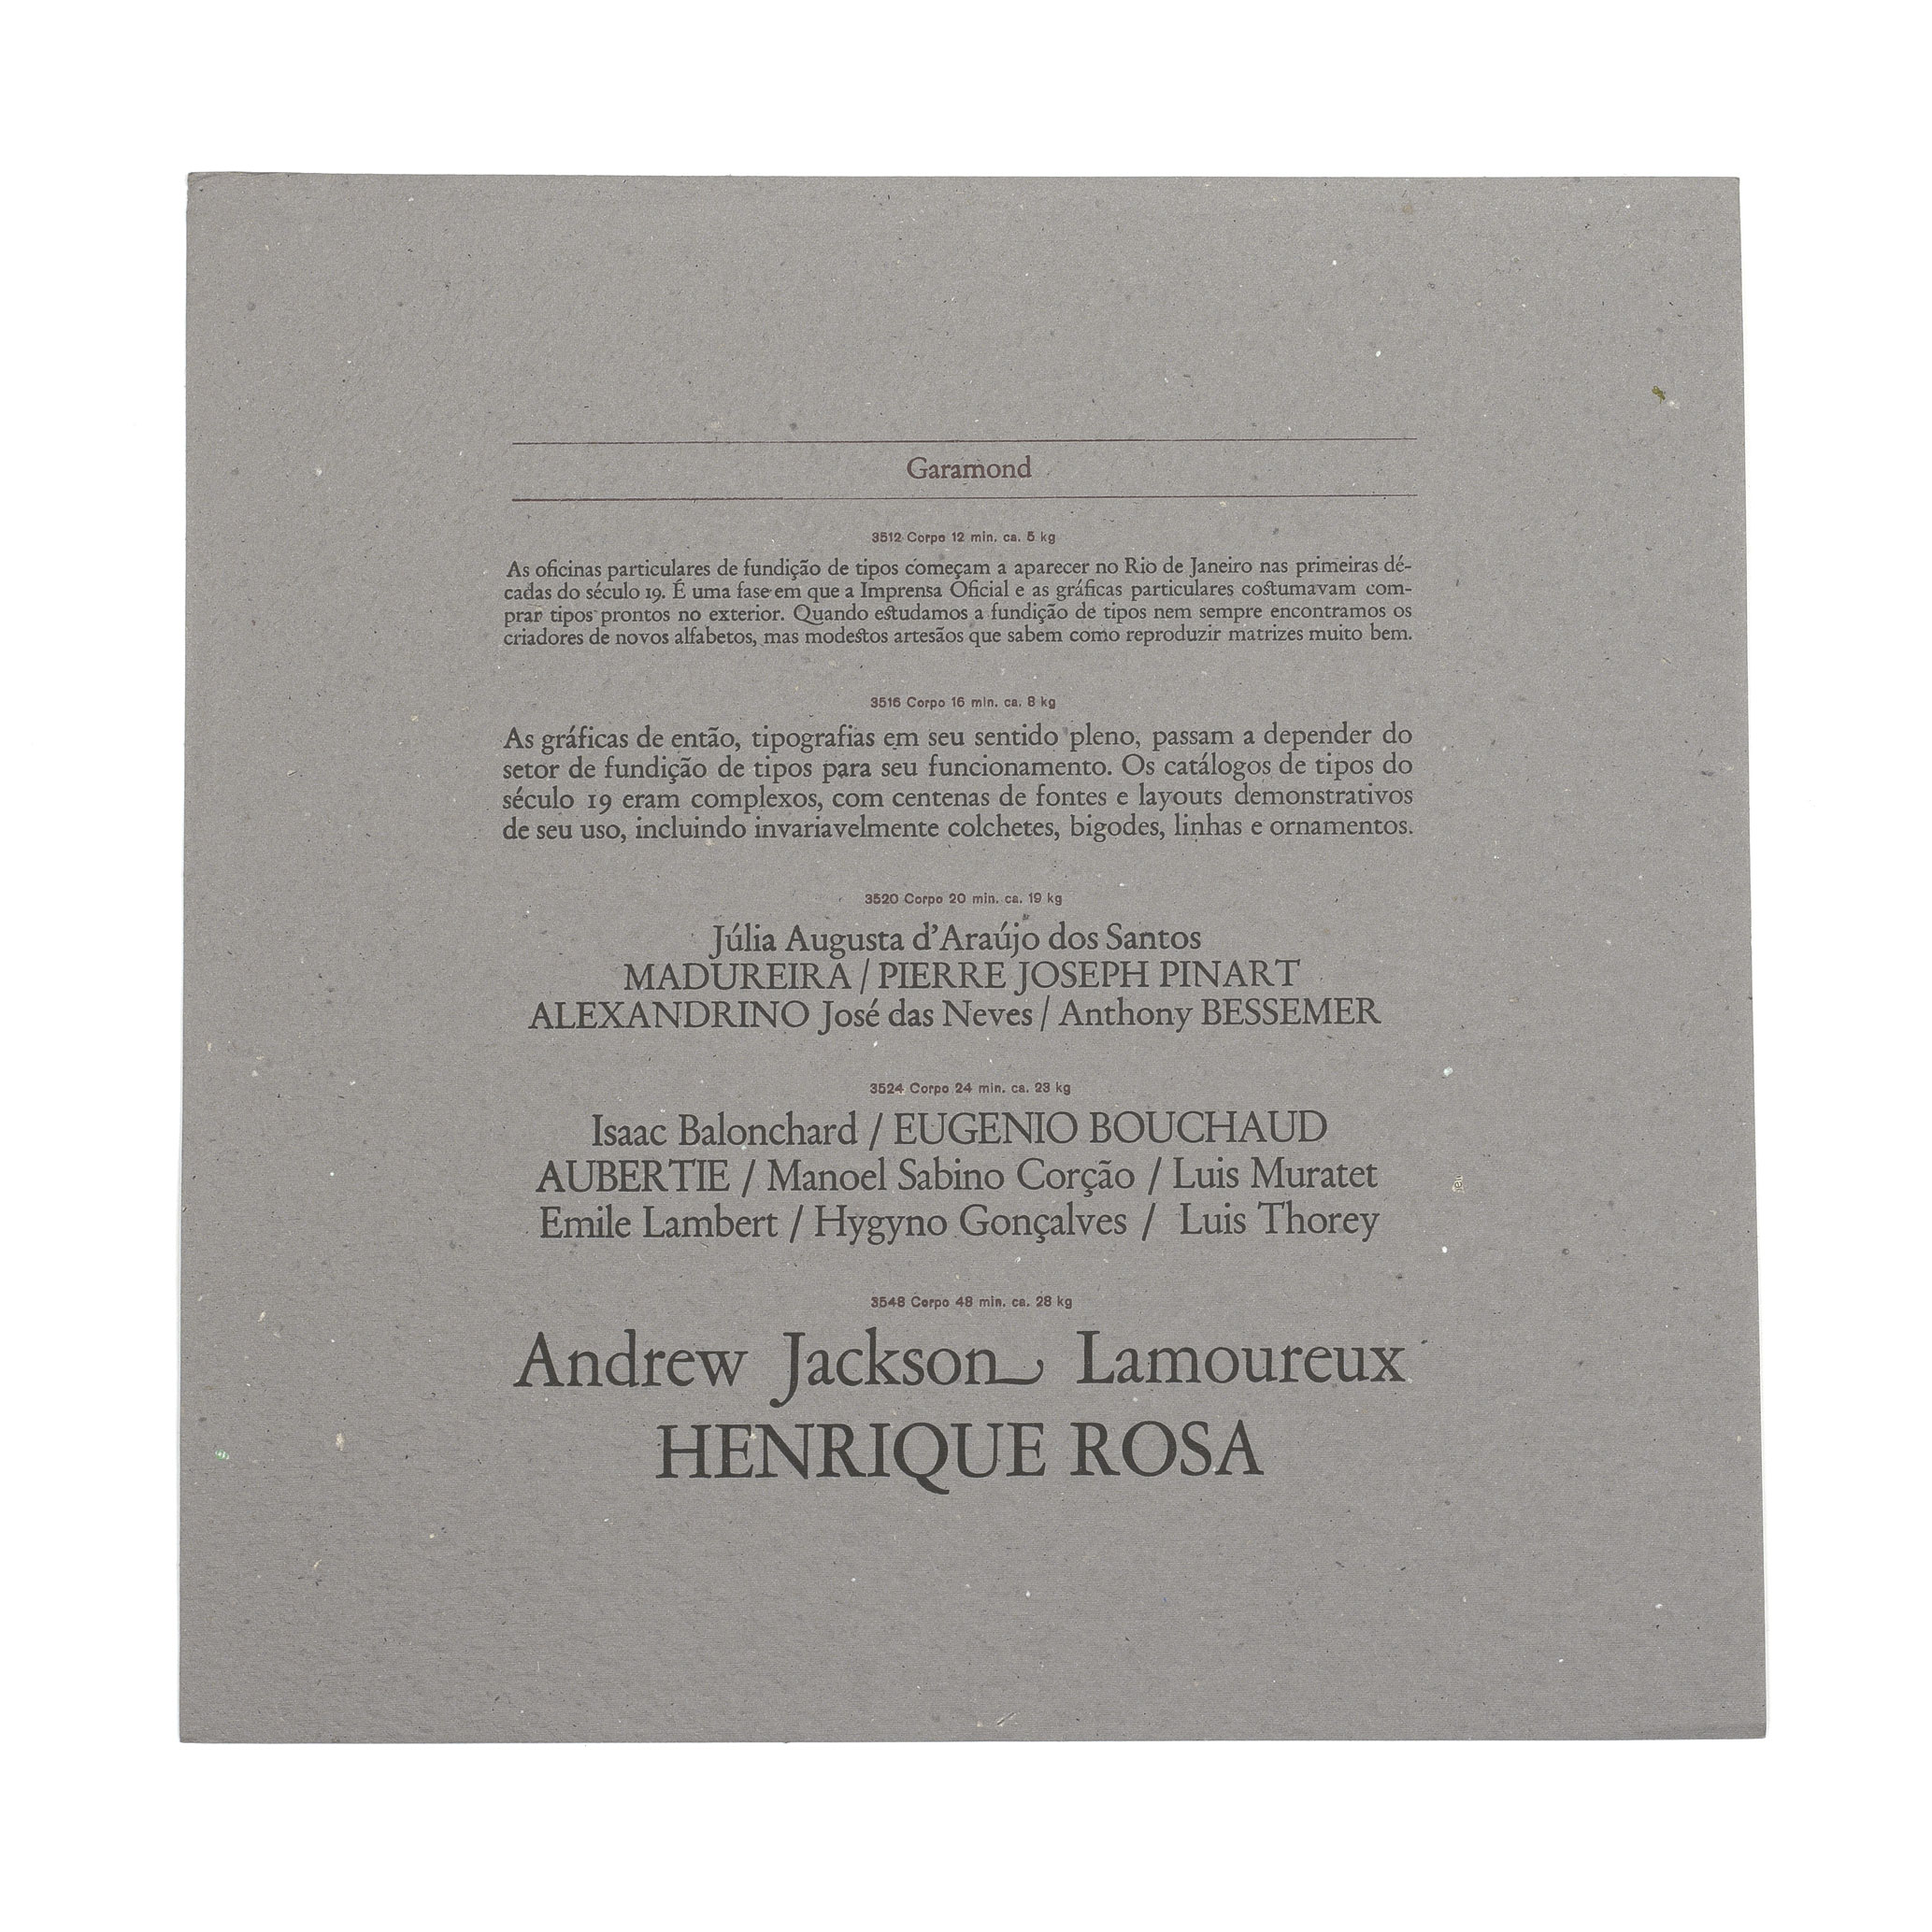 Garamond
3512 Corpo 12 min. ca. 5 kg
As oficinas particulares de fundição de tipos começam a aparecer no Rio de Janeiro nas primeiras dé-
cadas do século 19. É uma fase em que a Imprensa Oficial e as gráficas particulares costumavam com-
prar tipos prontos no exterior. Quando estudamos a fundição de tipos nem sempre encontramos os
criadores de novos alfabetos, mas modestos artesãos que sabem como reproduzir matrizes muito bem.
3516 Corpo 16 min. ca. 8 kg
As gráficas de então, tipografias em seu sentido pleno, passam a depender do
setor de fundição de tipos para seu funcionamento. Os catálogos de tipos do
século 19 eram complexos, com centenas de fontes e layouts demonstrativos
de seu uso, incluindo invariavelmente colchetes, bigodes, linhas e ornamentos.
3520 Corpo 20 min. ca. 19 kg
Júlia Augusta d'Araújo dos Santos
MADUREIRA / PIERRE JOSEPH PINART
ALEXANDRINO José das Neves / Anthony BESSEMER
3524 Corpo 24 min. ca. 23 kg
Isaac Balonchard / EUGENIO BOUCHAUD
AUBERTIE / Manoel Sabino Corção / Luis Muratet
Emile Lambert / Hygyno Gonçalves / Luis Thorey
3548 Corpo 48 min. ca. 28 kg
Andrew Jackson Lamoureux
HENRIQUE ROSA